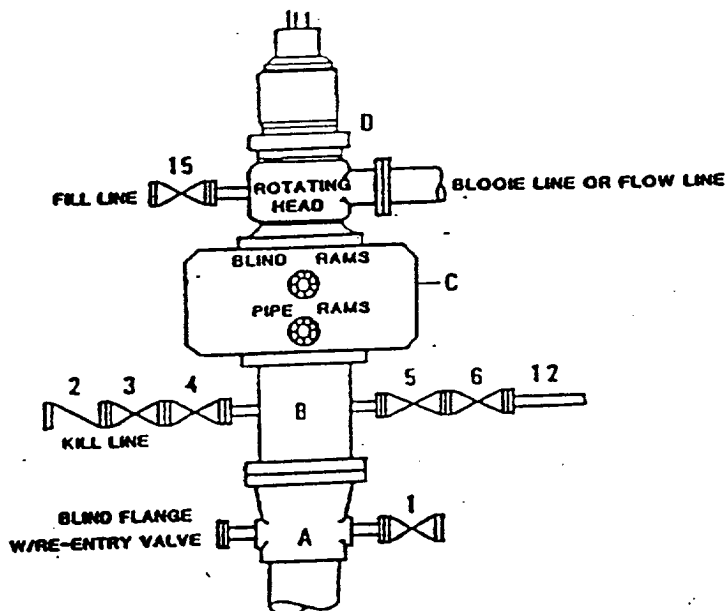 D
15
FILL LINE
ROTATING
HEAD
BLOOIE LINE OR FLOW LINE
BLIND RAMS
C
PIPE RAMS
2 3 4 5 6 12
B
KILL LINE
BLIND FLANGE
W/RE-ENTRY VALVE
A
1